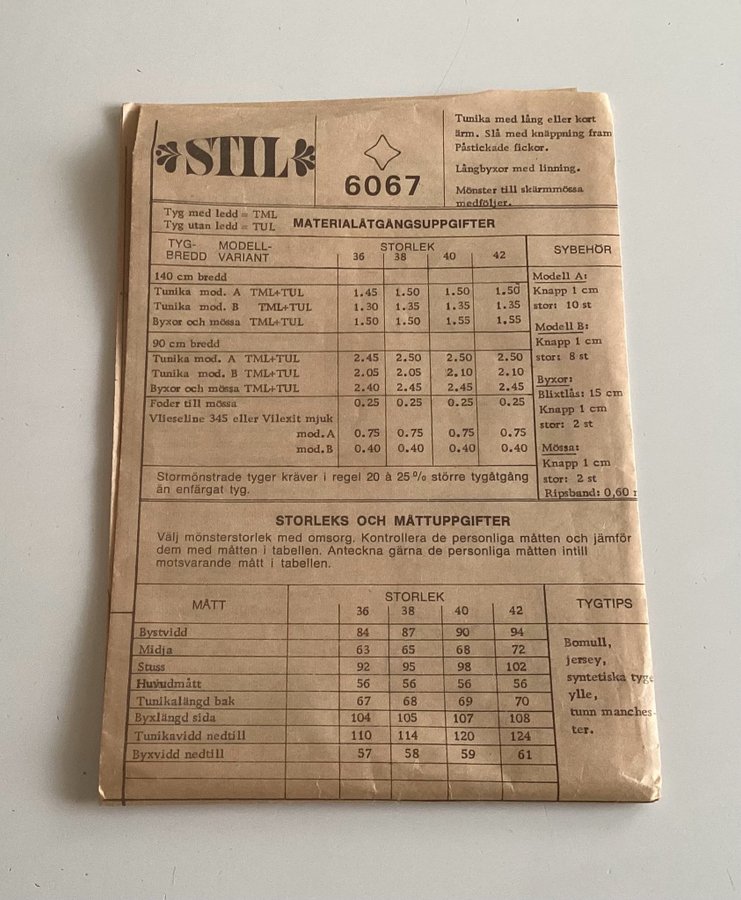 STIL
6067
Tunika med lång eller kort
ärm. Slå med knäppning fram
Påstickade fickor.
Långbyxor med linning.
Mönster till skärmmössa
medföljer.
Tyg med ledd = TML
Tyg utan ledd = TUL
MATERIALÅTGÅNGSUPPGIFTER
TYG- MODELL- STORLEK SYBEHÖR
BREDD VARIANT 36 38 40 42
140 cm bredd
Tunika mod. A TML+TUL 1.45 1.50 1.50 1.50
Tunika mod. B TML+TUL 1.30 1.35 1.35 1.35
Byxor och mössa TML+TUL 1.50 1.50 1.55 1.55
90 cm bredd
Tunika mod. A TML+TUL 2.45 2.50 2.50 2.50
Tunika mod. B TML+TUL 2.05 2.05 2.10 2.10
Byxor och mössa TML+TUL 2.40 2.45 2.45 2.45
Foder till mössa 0.25 0.25 0.25 0.25
Vlieseline 345 eller Vilexit mjuk
mod.A 0.75 0.75 0.75 0.75
mod.B 0.40 0.40 0.40 0.40
Modell A:
Knapp 1 cm
stor: 10 st
Modell B:
Knapp 1 cm
stor: 8 st
Byxor:
Blixtlås: 15 cm
Knapp 1 cm
stor: 2 st
Mössa:
Knapp 1 cm
stor: 2 st
Ripsband: 0,60
Stormönstrade tyger kräver i regel 20 à 25% större tygåtgång
än enfärgat tyg.
STORLEKS OCH MÅTTUPPGIFTER
Välj mönsterstorlek med omsorg. Kontrollera de personliga måtten och jämför
dem med måtten i tabellen. Anteckna gärna de personliga måtten intill
motsvarande mått i tabellen.
MÅTT STORLEK TYGTIPS
36 38 40 42
Bystvidd 84 87 90 94
Midja 63 65 68 72
Stuss 92 95 98 102
Huvudmått 56 56 56 56
Tunikalängd bak 67 68 69 70
Byxlängd sida 104 105 107 108
Tunikavidd nedtill 110 114 120 124
Byxvidd nedtill 57 58 59 61
Bomull,
jersey,
syntetiska tyge
ylle,
tunn manches-
ter.